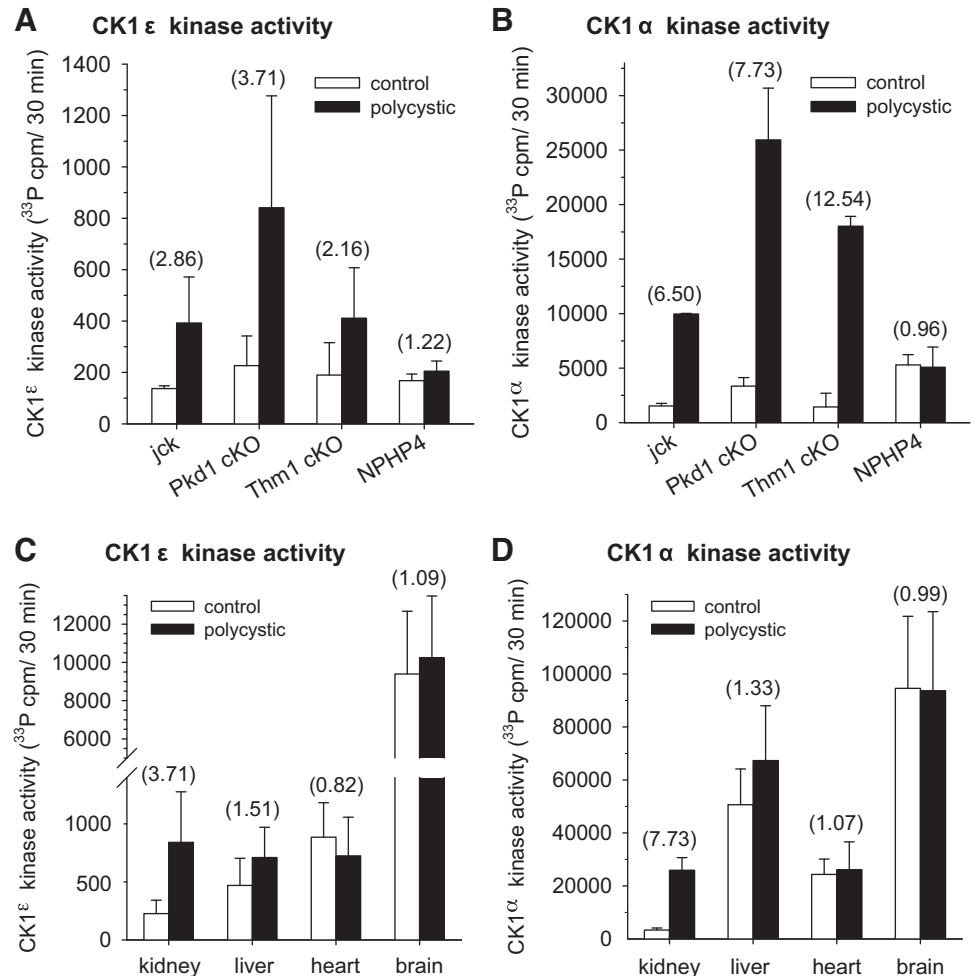 A
CK1 ε kinase activity
CK1ε kinase activity (33P cpm/ 30 min)
1400
1200
1000
800
600
400
200
0
control
polycystic
(2.86)
(3.71)
(2.16)
(1.22)
jck
Pkd1 cKO
Thm1 cKO
NPHP4
B
CK1 α kinase activity
CK1α kinase activity (33P cpm/ 30 min)
30000
25000
20000
15000
10000
5000
0
control
polycystic
(6.50)
(7.73)
(12.54)
(0.96)
jck
Pkd1 cKO
Thm1 cKO
NPHP4
C
CK1 ε kinase activity
CK1ε kinase activity (33P cpm/ 30 min)
12000
10000
8000
6000
1000
500
0
control
polycystic
(3.71)
(1.51)
(0.82)
(1.09)
kidney liver heart brain
D
CK1 α kinase activity
CK1α kinase activity (33P cpm/ 30 min)
120000
100000
80000
60000
40000
20000
0
control
polycystic
(7.73)
(1.33)
(1.07)
(0.99)
kidney liver heart brain